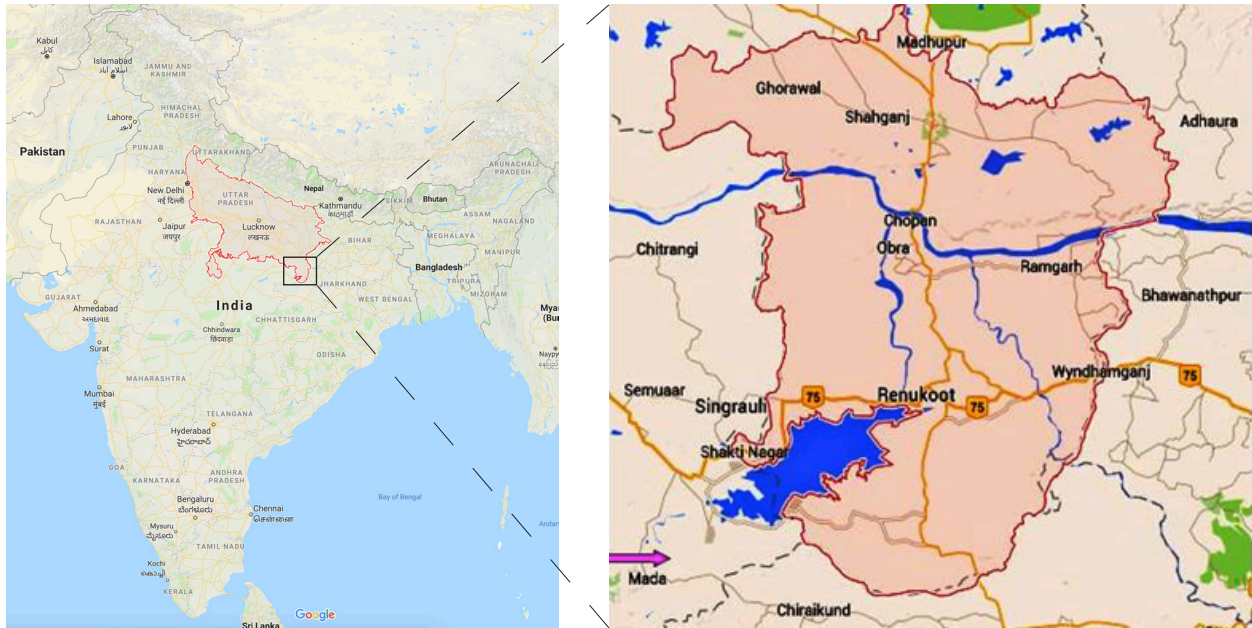 Kabul
کابل
Islamabad
اسلام آباد
JAMMU AND
KASHMIR
HIMACHAL
PRADESH
Lahore
لاہور
PUNJAB
UTTARAKHAND
Pakistan
HARYANA
New Delhi
नई दिल्ली
UTTAR
PRADESH
Nepal
Kathmandu
काठमाडौं
SIKKIM
Bhutan
ARUNACHAL
PRADESH
ASSAM
NAGALAND
RAJASTHAN
Jaipur
जयपुर
Lucknow
लखनऊ
BIHAR
MEGHALAYA
MANIPUR
Bangladesh
TRIPURA
MIZORAM
JHARKHAND
WEST BENGAL
GUJARAT
Ahmedabad
અમદાવાદ
India
Chhindwara
छिंदवाड़ा
CHHATTISGARH
Myan
(Bur
Naypy
Surat
ODISHA
MAHARASHTRA
Mumbai
मुंबई
TELANGANA
Hyderabad
హైదరాబాద్
GOA
KARNATAKA
ANDHRA
PRADESH
Bengaluru
ಬೆಂಗಳೂರು
Chennai
சென்னை
Bay of Bengal
Andan
Mysuru
ಮೈಸೂರು
TAMIL NADU
Kochi
കൊച്ചി
KERALA
Google
Sri Lanka
Madhupur
Ghorawal
Shahganj
Adhaura
Chopan
Chitrangi
Obra
Ramgarh
Bhawanathpur
Wyndhamganj
75
Semuaar
75
Renukoot
Singrauli
75
Shakti Nagar
Mada
Chiraikund